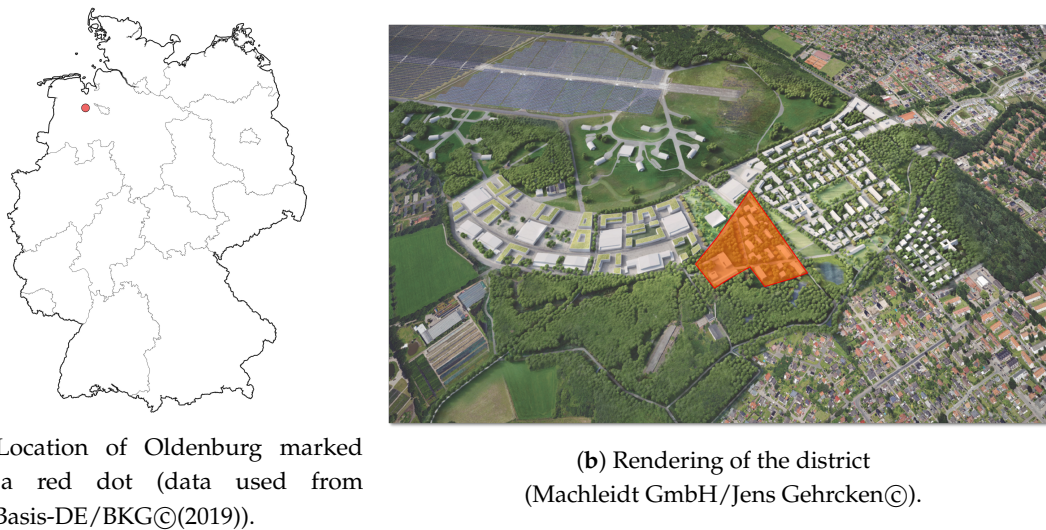 Location of Oldenburg marked
a red dot (data used from
Basis-DE/BKG©(2019)).
(b) Rendering of the district
(Machleidt GmbH/Jens Gehrcken©).